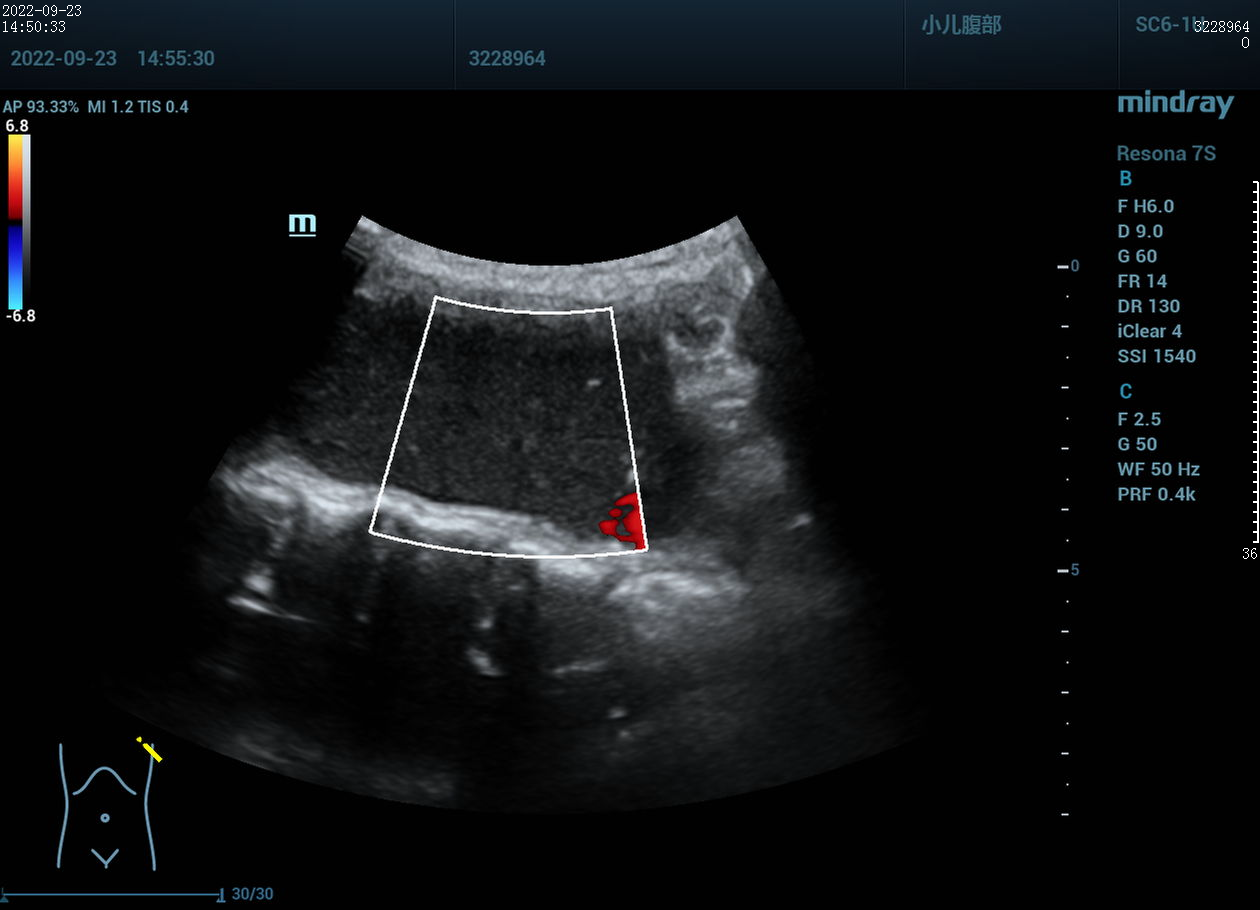 2022-09-23
14:50:33
2022-09-23 14:55:30
3228964
小儿腹部
SC6-1U
3228964
0
AP 93.33% MI 1.2 TIS 0.4
6.8
-6.8
m
mindray
Resona 7S
B
F H6.0
D 9.0
G 60
FR 14
DR 130
iClear 4
SSI 1540
C
F 2.5
G 50
WF 50 Hz
PRF 0.4k
0
5
36
30/30